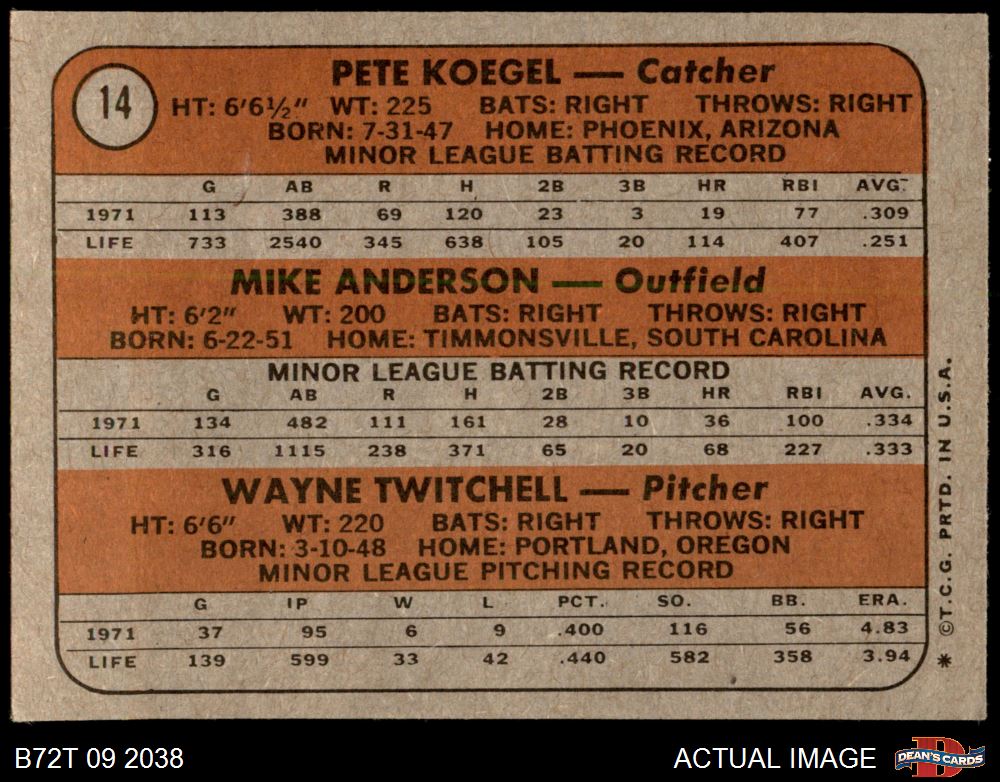 14
PETE KOEGEL — Catcher
HT: 6'6½" WT: 225 BATS: RIGHT THROWS: RIGHT
BORN: 7-31-47 HOME: PHOENIX, ARIZONA
MINOR LEAGUE BATTING RECORD
G AB R H 2B 3B HR RBI AVG.
1971 113 388 69 120 23 3 19 77 .309
LIFE 733 2540 345 638 105 20 114 407 .251
MIKE ANDERSON — Outfield
HT: 6'2" WT: 200 BATS: RIGHT THROWS: RIGHT
BORN: 6-22-51 HOME: TIMMONSVILLE, SOUTH CAROLINA
MINOR LEAGUE BATTING RECORD
G AB R H 2B 3B HR RBI AVG.
1971 134 482 111 161 28 10 36 100 .334
LIFE 316 1115 238 371 65 20 68 227 .333
WAYNE TWITCHELL — Pitcher
HT: 6'6" WT: 220 BATS: RIGHT THROWS: RIGHT
BORN: 3-10-48 HOME: PORTLAND, OREGON
MINOR LEAGUE PITCHING RECORD
G IP W L PCT. SO. BB. ERA.
1971 37 95 6 9 .400 116 56 4.83
LIFE 139 599 33 42 .440 582 358 3.94
* ©T.C.G. PRTD. IN U.S.A.
B72T 09 2038
ACTUAL IMAGE
D
DEAN'S CARDS